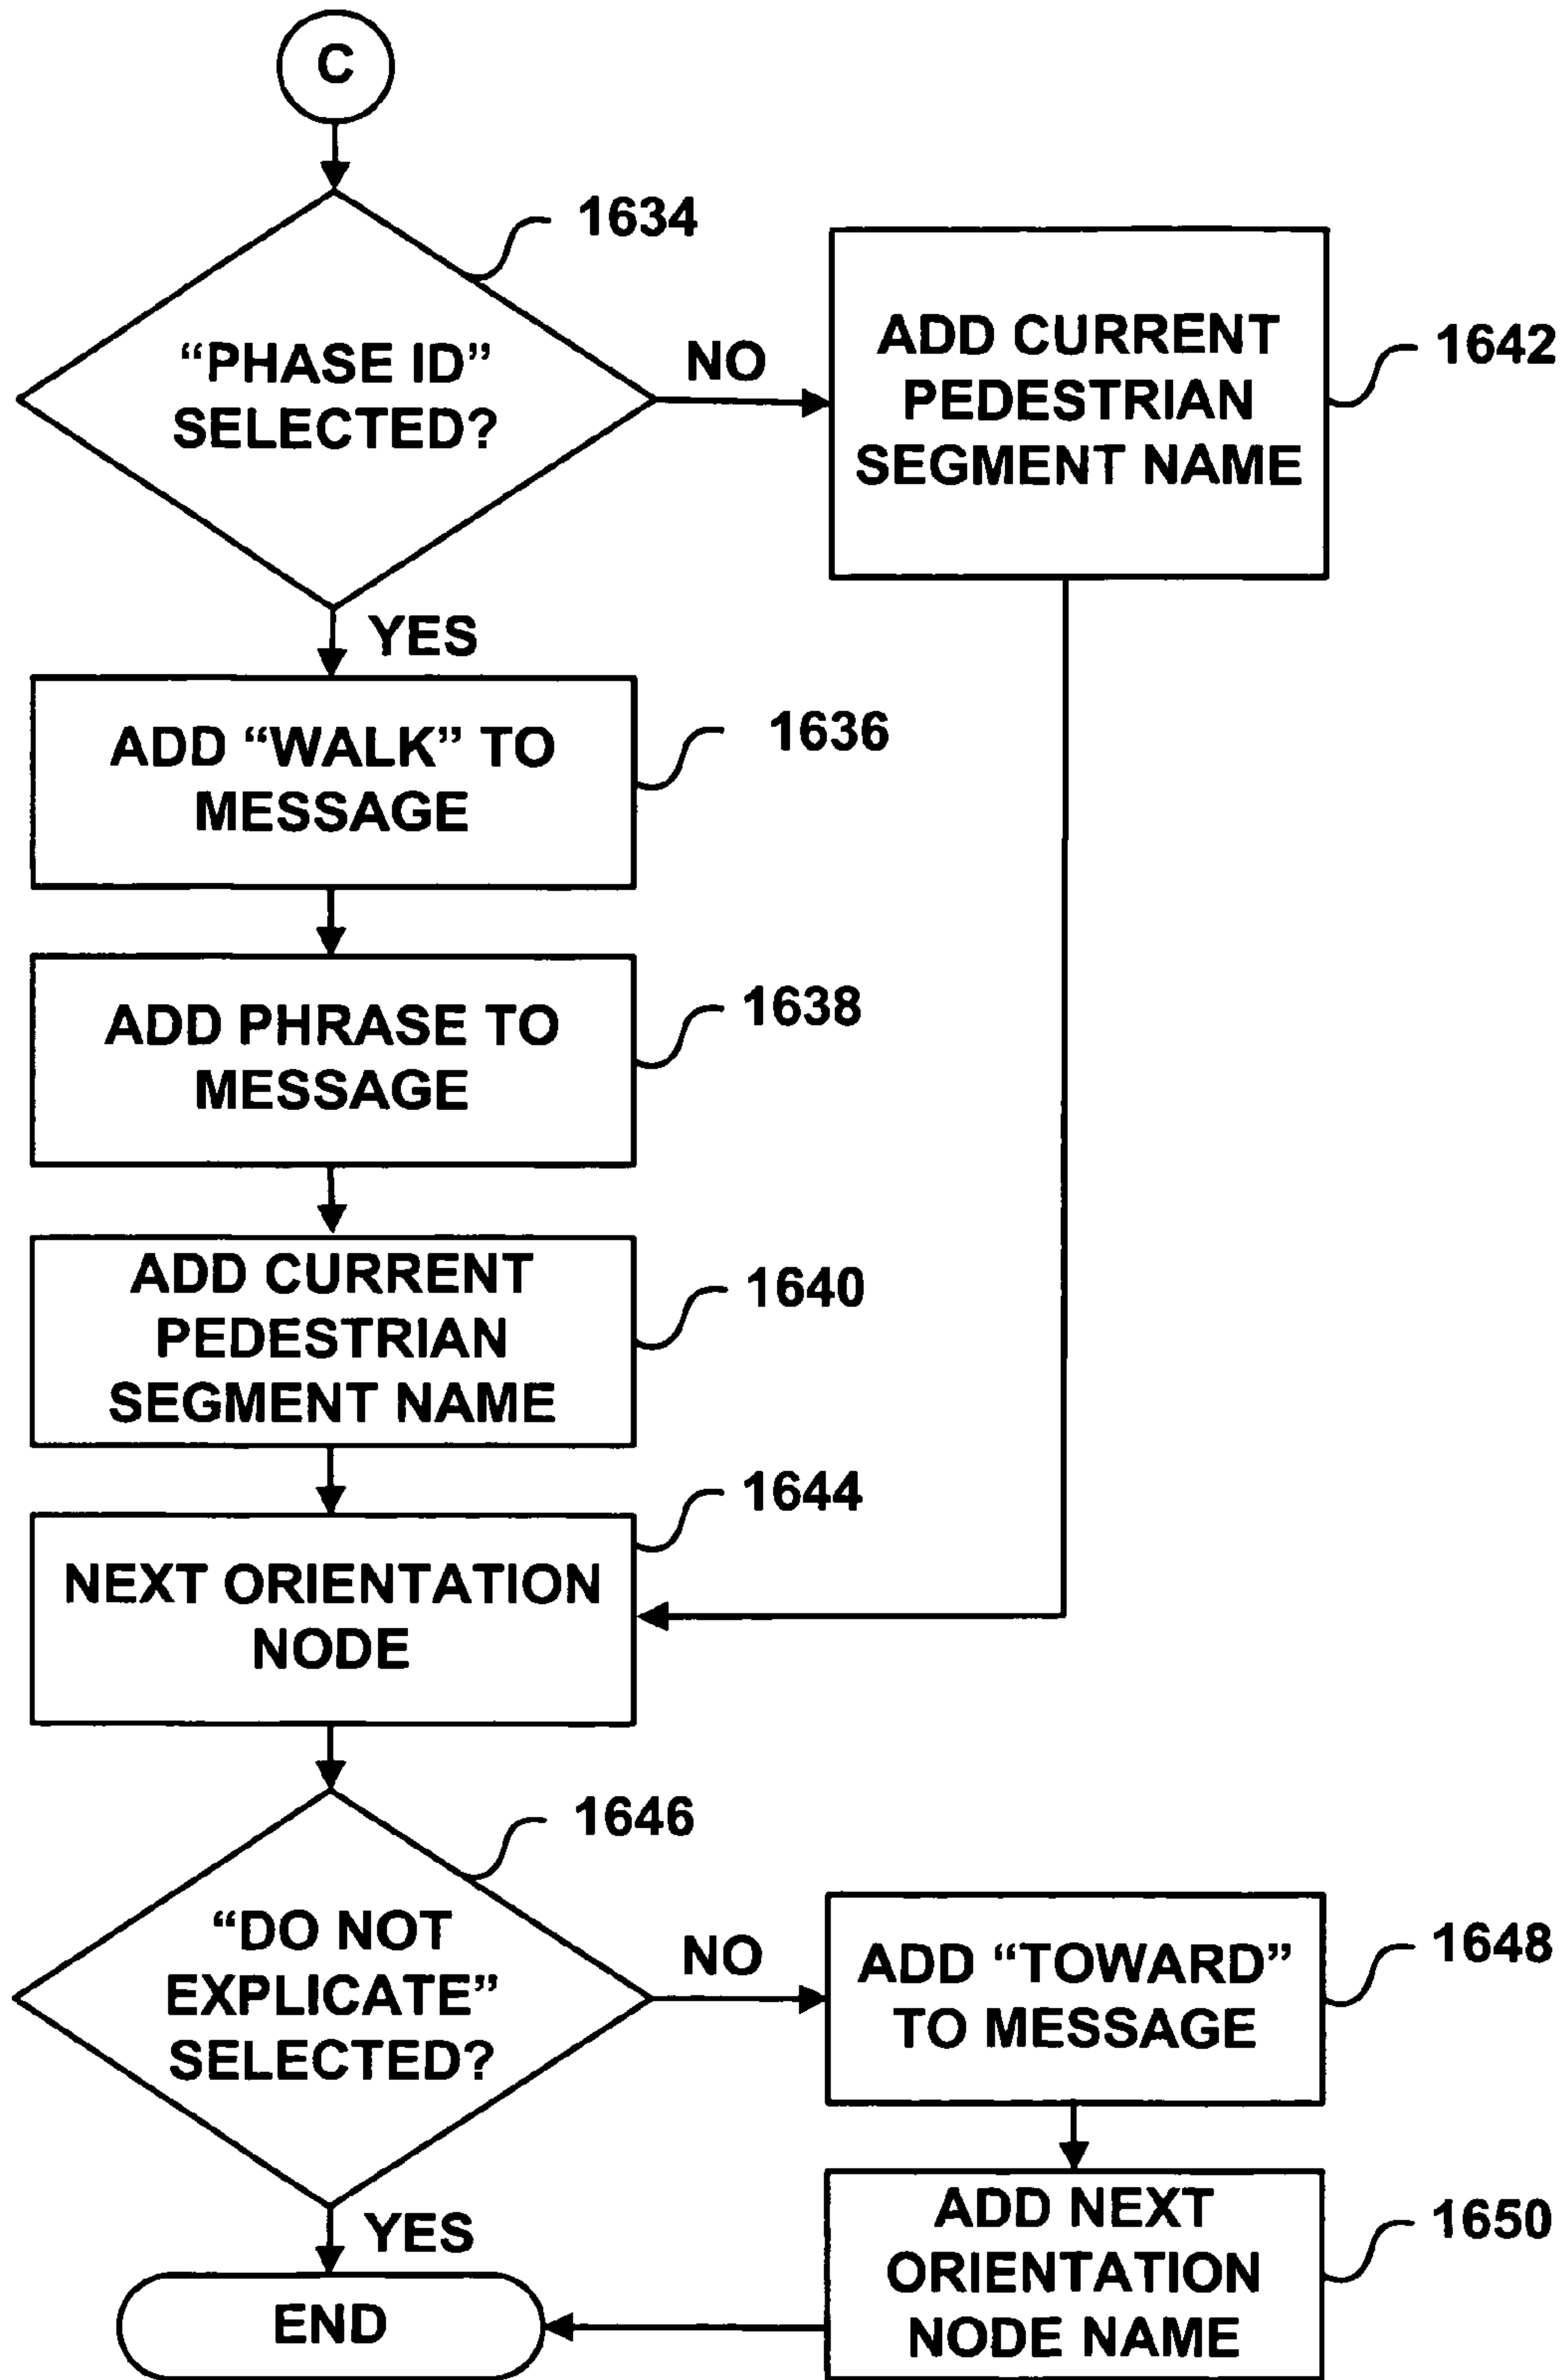 C
1634
“PHASE ID”
SELECTED?
NO
ADD CURRENT
PEDESTRIAN
SEGMENT NAME
1642
YES
ADD “WALK” TO
MESSAGE
1636
ADD PHRASE TO
MESSAGE
1638
ADD CURRENT
PEDESTRIAN
SEGMENT NAME
1640
NEXT ORIENTATION
NODE
1644
“DO NOT
EXPLICATE”
SELECTED?
1646
NO
ADD “TOWARD”
TO MESSAGE
1648
YES
ADD NEXT
ORIENTATION
NODE NAME
1650
END